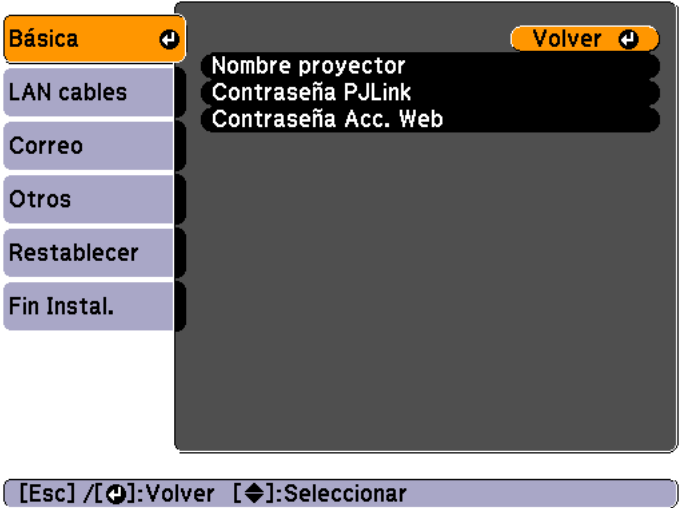 Básica
Volver
Nombre proyector
Contraseña PJLink
Contraseña Acc. Web
LAN cables
Correo
Otros
Restablecer
Fin Instal.
[Esc] /[⏎]:Volver [◆]:Seleccionar